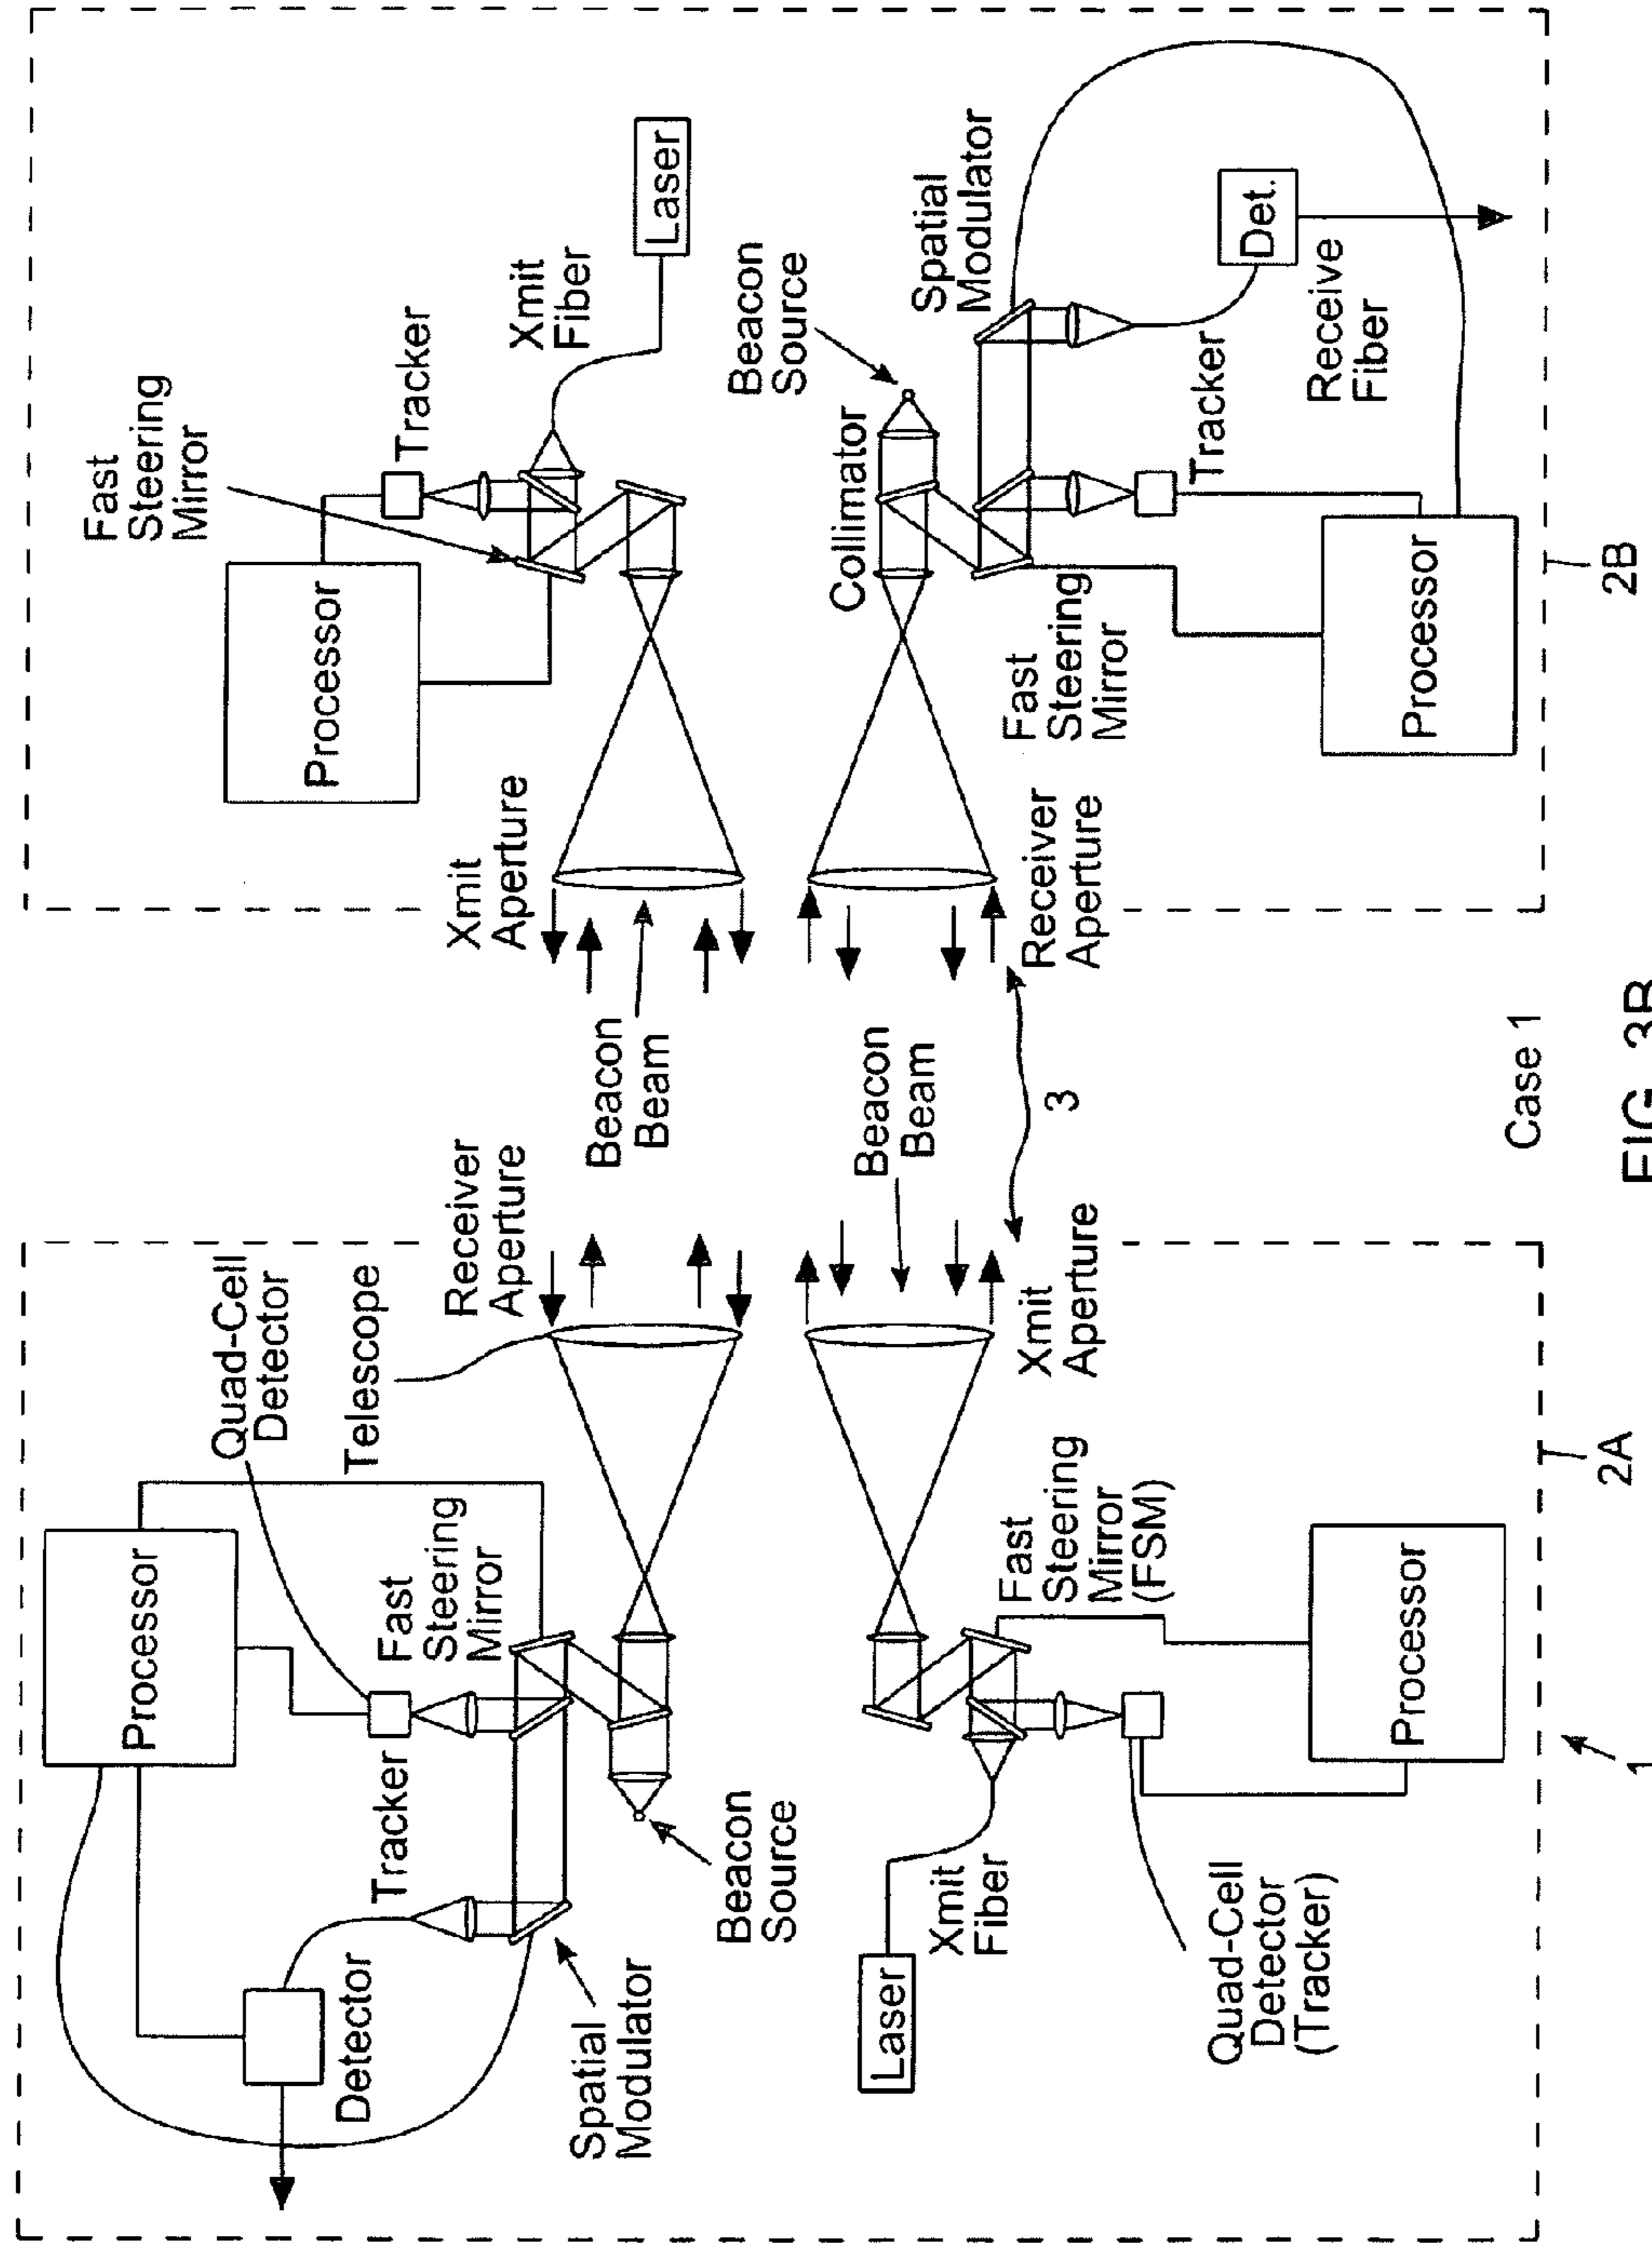 Processor
Quad-Cell
Detector
Telescope
Receiver
Aperture
Fast
Steering
Mirror
Tracker
Detector
Spatial
Modulator
Beacon
Source
Beacon
Beam
Xmit
Aperture
Processor
Fast
Steering
Mirror
Tracker
Xmit
Fiber
Laser
Laser
Xmit
Fiber
Quad-Cell
Detector
(Tracker)
Fast
Steering
Mirror
(FSM)
Processor
Xmit
Aperture
Beacon
Beam
3
Receiver
Aperture
Collimator
Beacon
Source
Spatial
Modulator
Fast
Steering
Mirror
Tracker
Det.
Receive
Fiber
Processor
Case 1
1
2A
2B
FIG. 3B